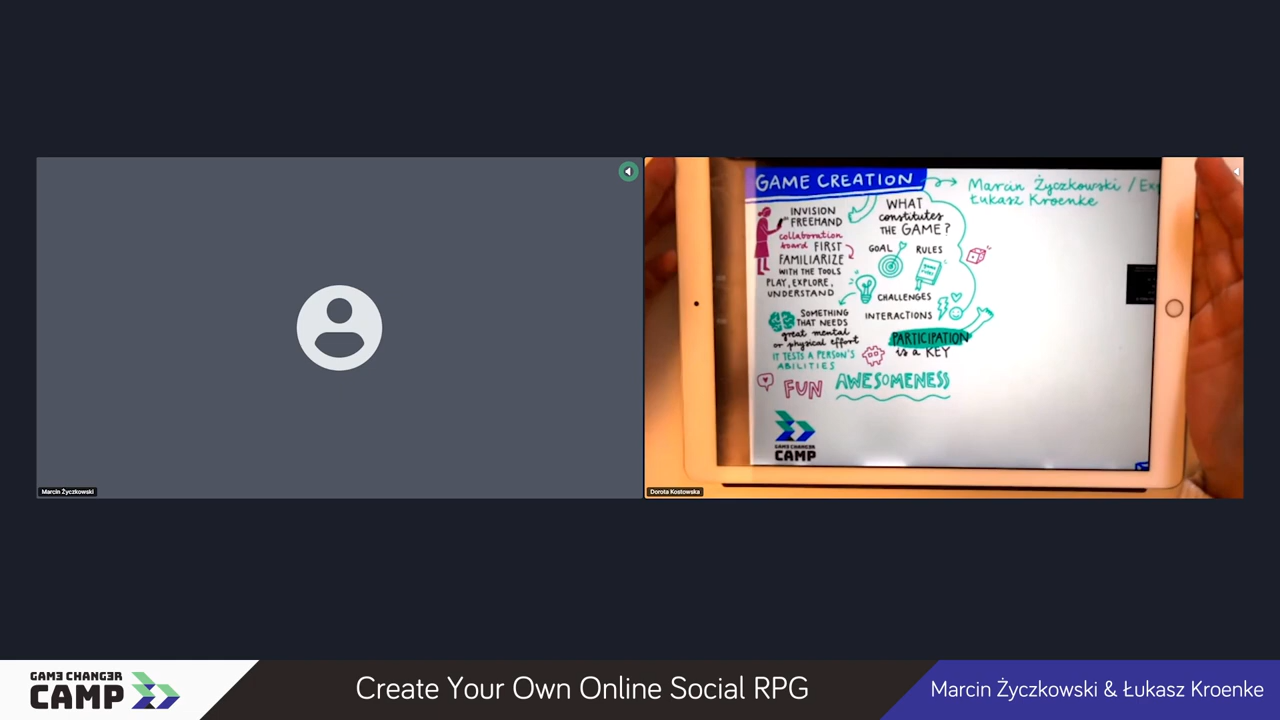 GAME CREATION
Marcin Życzkowski / Ex
Łukasz Kroenke
INVISION
FREEHAND
collaboration
board FIRST
FAMILIARIZE
WITH THE TOOLS
PLAY, EXPLORE,
UNDERSTAND
WHAT
constitutes
THE GAME?
GOAL RULES
CHALLENGES
INTERACTIONS
SOMETHING
THAT NEEDS
great mental
or physical effort
IT TESTS A PERSON'S
ABILITIES
PARTICIPATION
is a KEY
FUN AWESOMENESS
GAME CHANGER
CAMP
Marcin Życzkowski
Dorota Kostowska
GAME CHANGER
CAMP
Create Your Own Online Social RPG
Marcin Życzkowski & Łukasz Kroenke